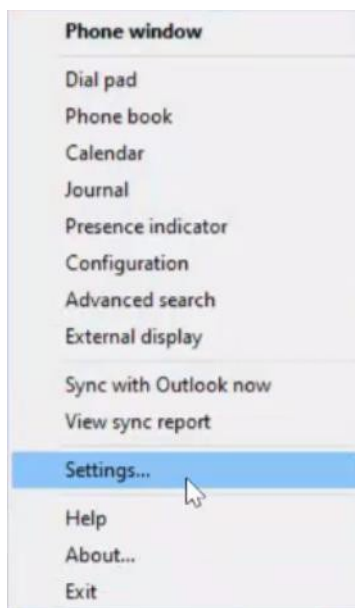 Phone window
Dial pad
Phone book
Calendar
Journal
Presence indicator
Configuration
Advanced search
External display
Sync with Outlook now
View sync report
Settings...
Help
About...
Exit